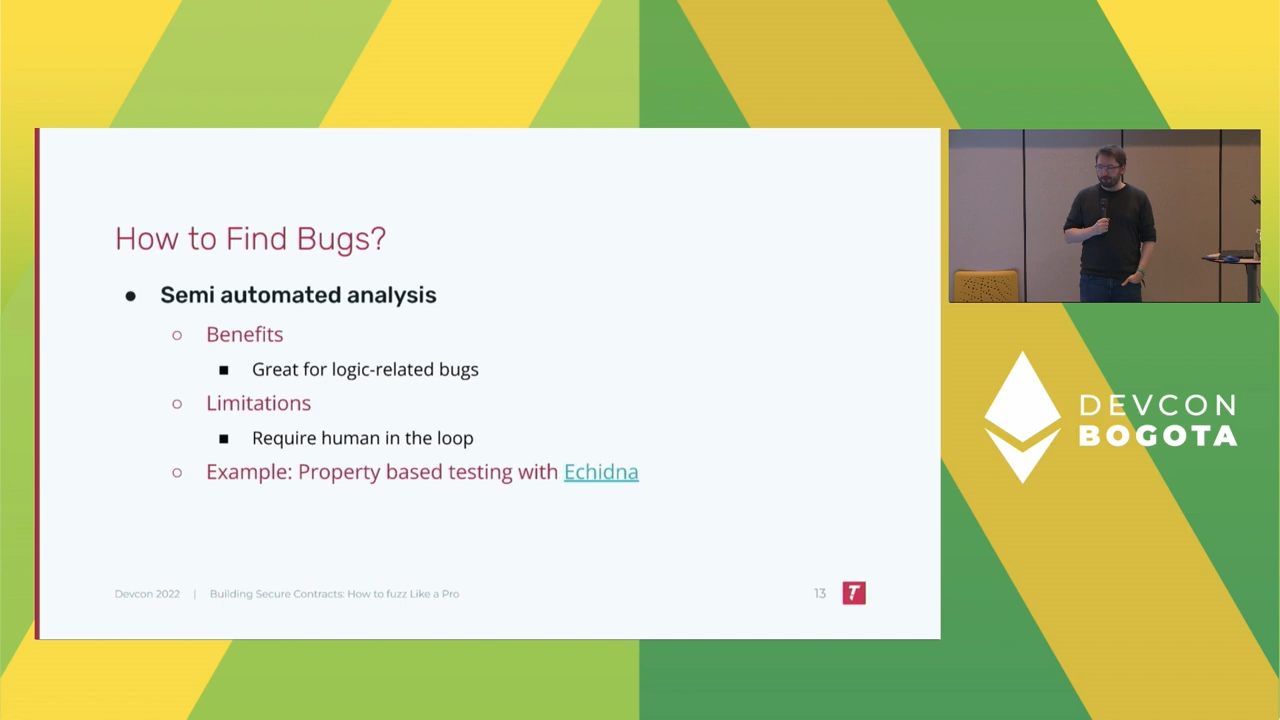 How to Find Bugs?
● Semi automated analysis
○ Benefits
■ Great for logic-related bugs
○ Limitations
■ Require human in the loop
○ Example: Property based testing with Echidna
Devcon 2022 | Building Secure Contracts: How to fuzz Like a Pro 13 T
DEVCON
BOGOTA